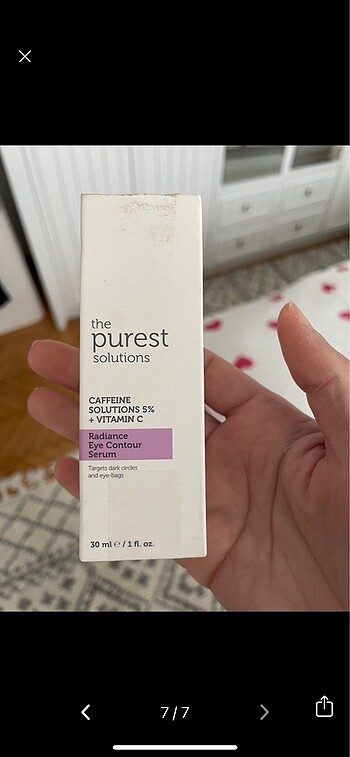 the
purest
solutions
CAFFEINE
SOLUTIONS 5%
+ VITAMIN C
Radiance
Eye Contour
Serum
Targets dark circles
and eye-bags
30 ml ℮ / 1 fl. oz.
7/7